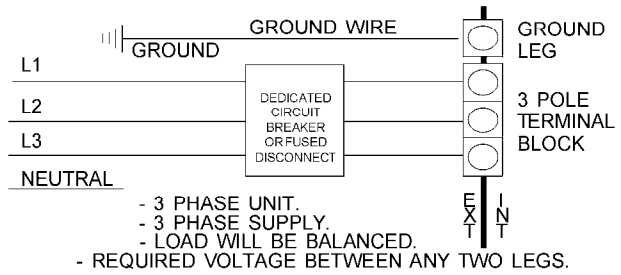 GROUND WIRE
GROUND
GROUND
LEG
L1
L2
L3
NEUTRAL
DEDICATED
CIRCUIT
BREAKER
OR FUSED
DISCONNECT
3 POLE
TERMINAL
BLOCK
EXT
INT
- 3 PHASE UNIT.
- 3 PHASE SUPPLY.
- LOAD WILL BE BALANCED.
- REQUIRED VOLTAGE BETWEEN ANY TWO LEGS.